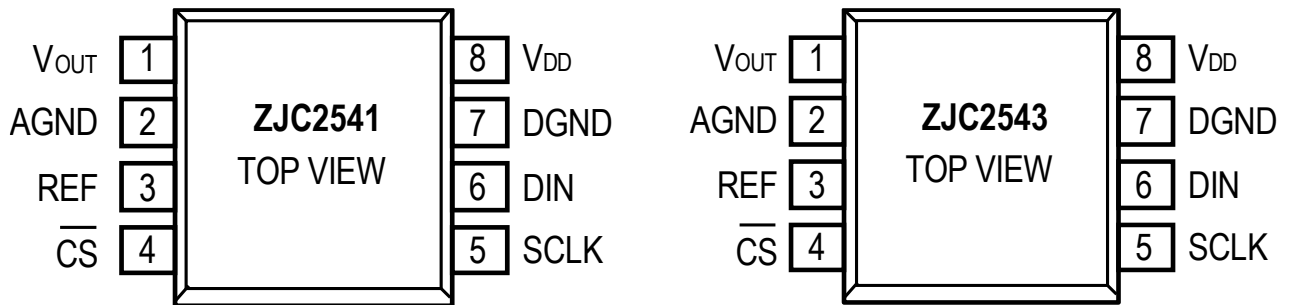 VOUT 1 8 VDD
AGND 2 ZJC2541 7 DGND
TOP VIEW
REF 3 6 DIN
CS 4 5 SCLK
VOUT 1 8 VDD
AGND 2 ZJC2543 7 DGND
TOP VIEW
REF 3 6 DIN
CS 4 5 SCLK